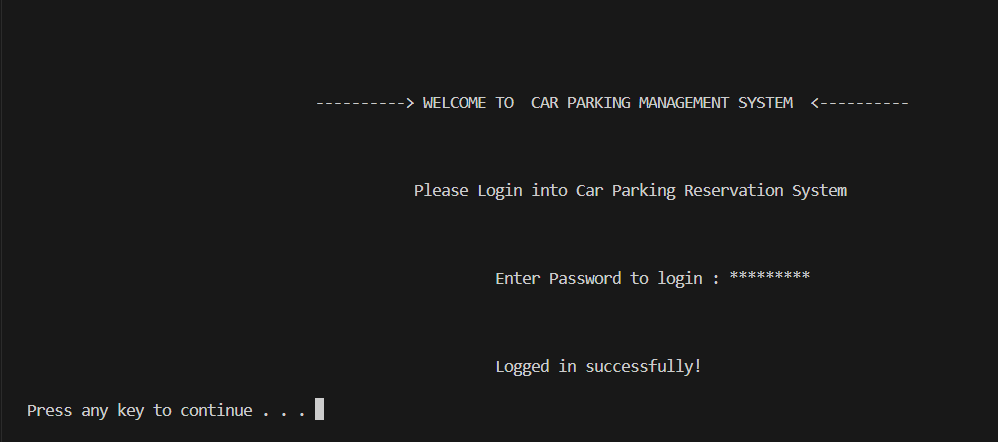 ----------> WELCOME TO  CAR PARKING MANAGEMENT SYSTEM  <----------
Please Login into Car Parking Reservation System
Enter Password to login : *********
Logged in successfully!
Press any key to continue . . .